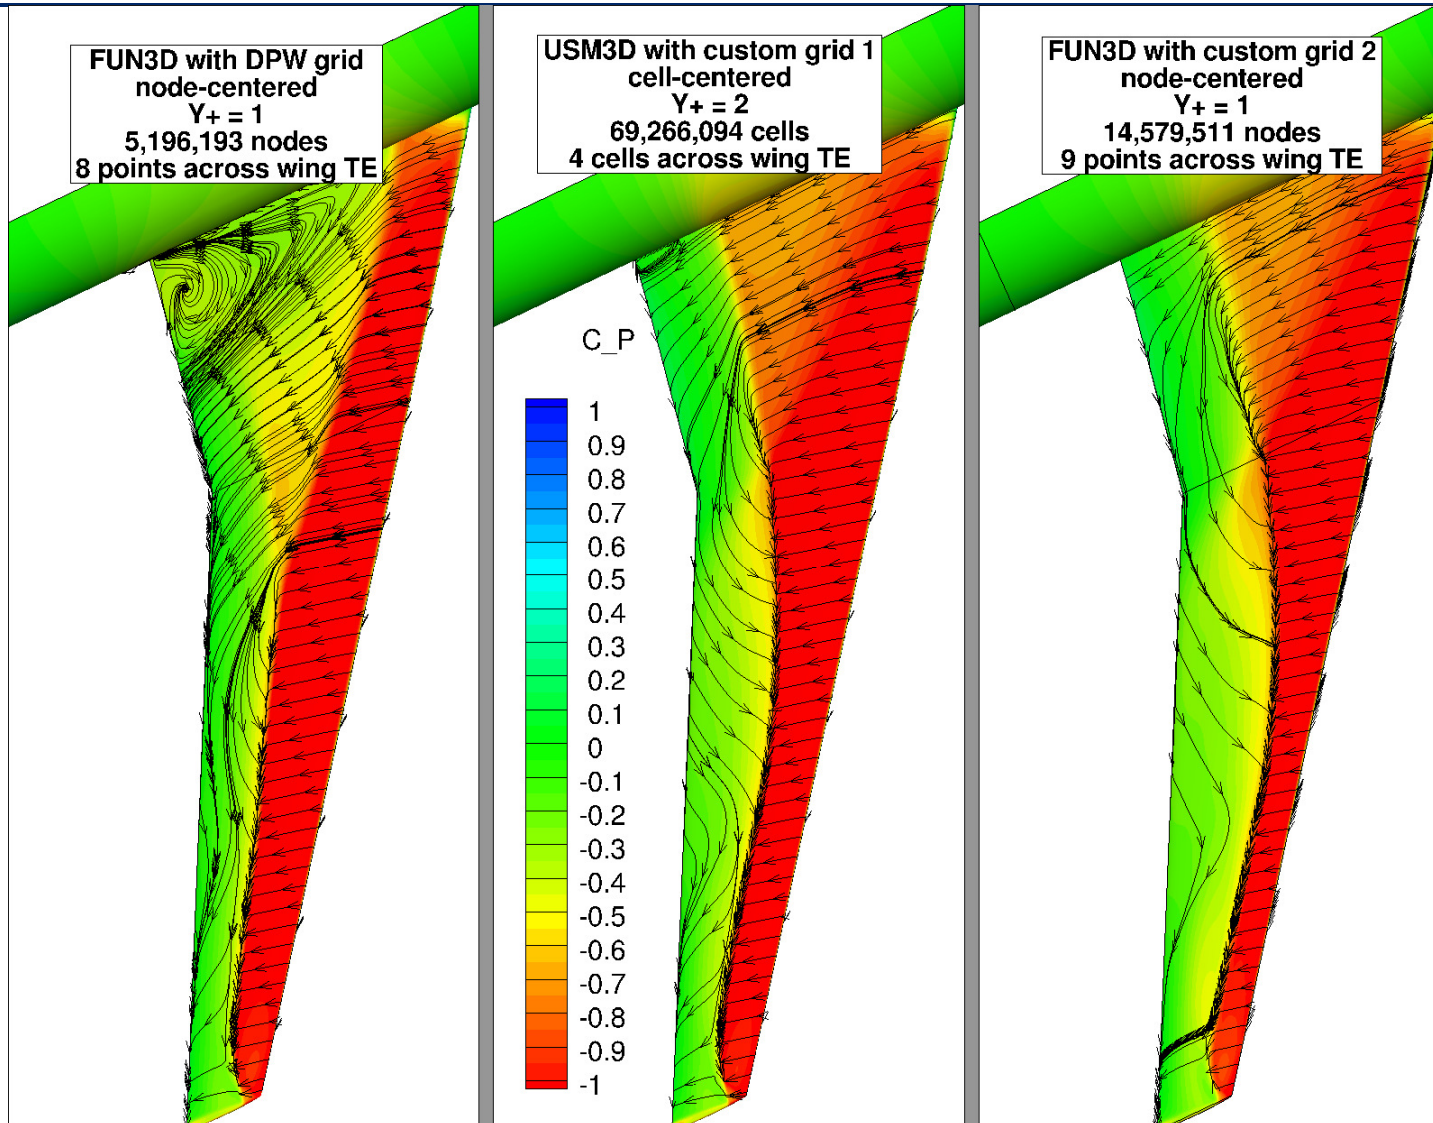 FUN3D with DPW grid
node-centered
Y+ = 1
5,196,193 nodes
8 points across wing TE
USM3D with custom grid 1
cell-centered
Y+ = 2
69,266,094 cells
4 cells across wing TE
FUN3D with custom grid 2
node-centered
Y+ = 1
14,579,511 nodes
9 points across wing TE
C_P
1
0.9
0.8
0.7
0.6
0.5
0.4
0.3
0.2
0.1
0
-0.1
-0.2
-0.3
-0.4
-0.5
-0.6
-0.7
-0.8
-0.9
-1